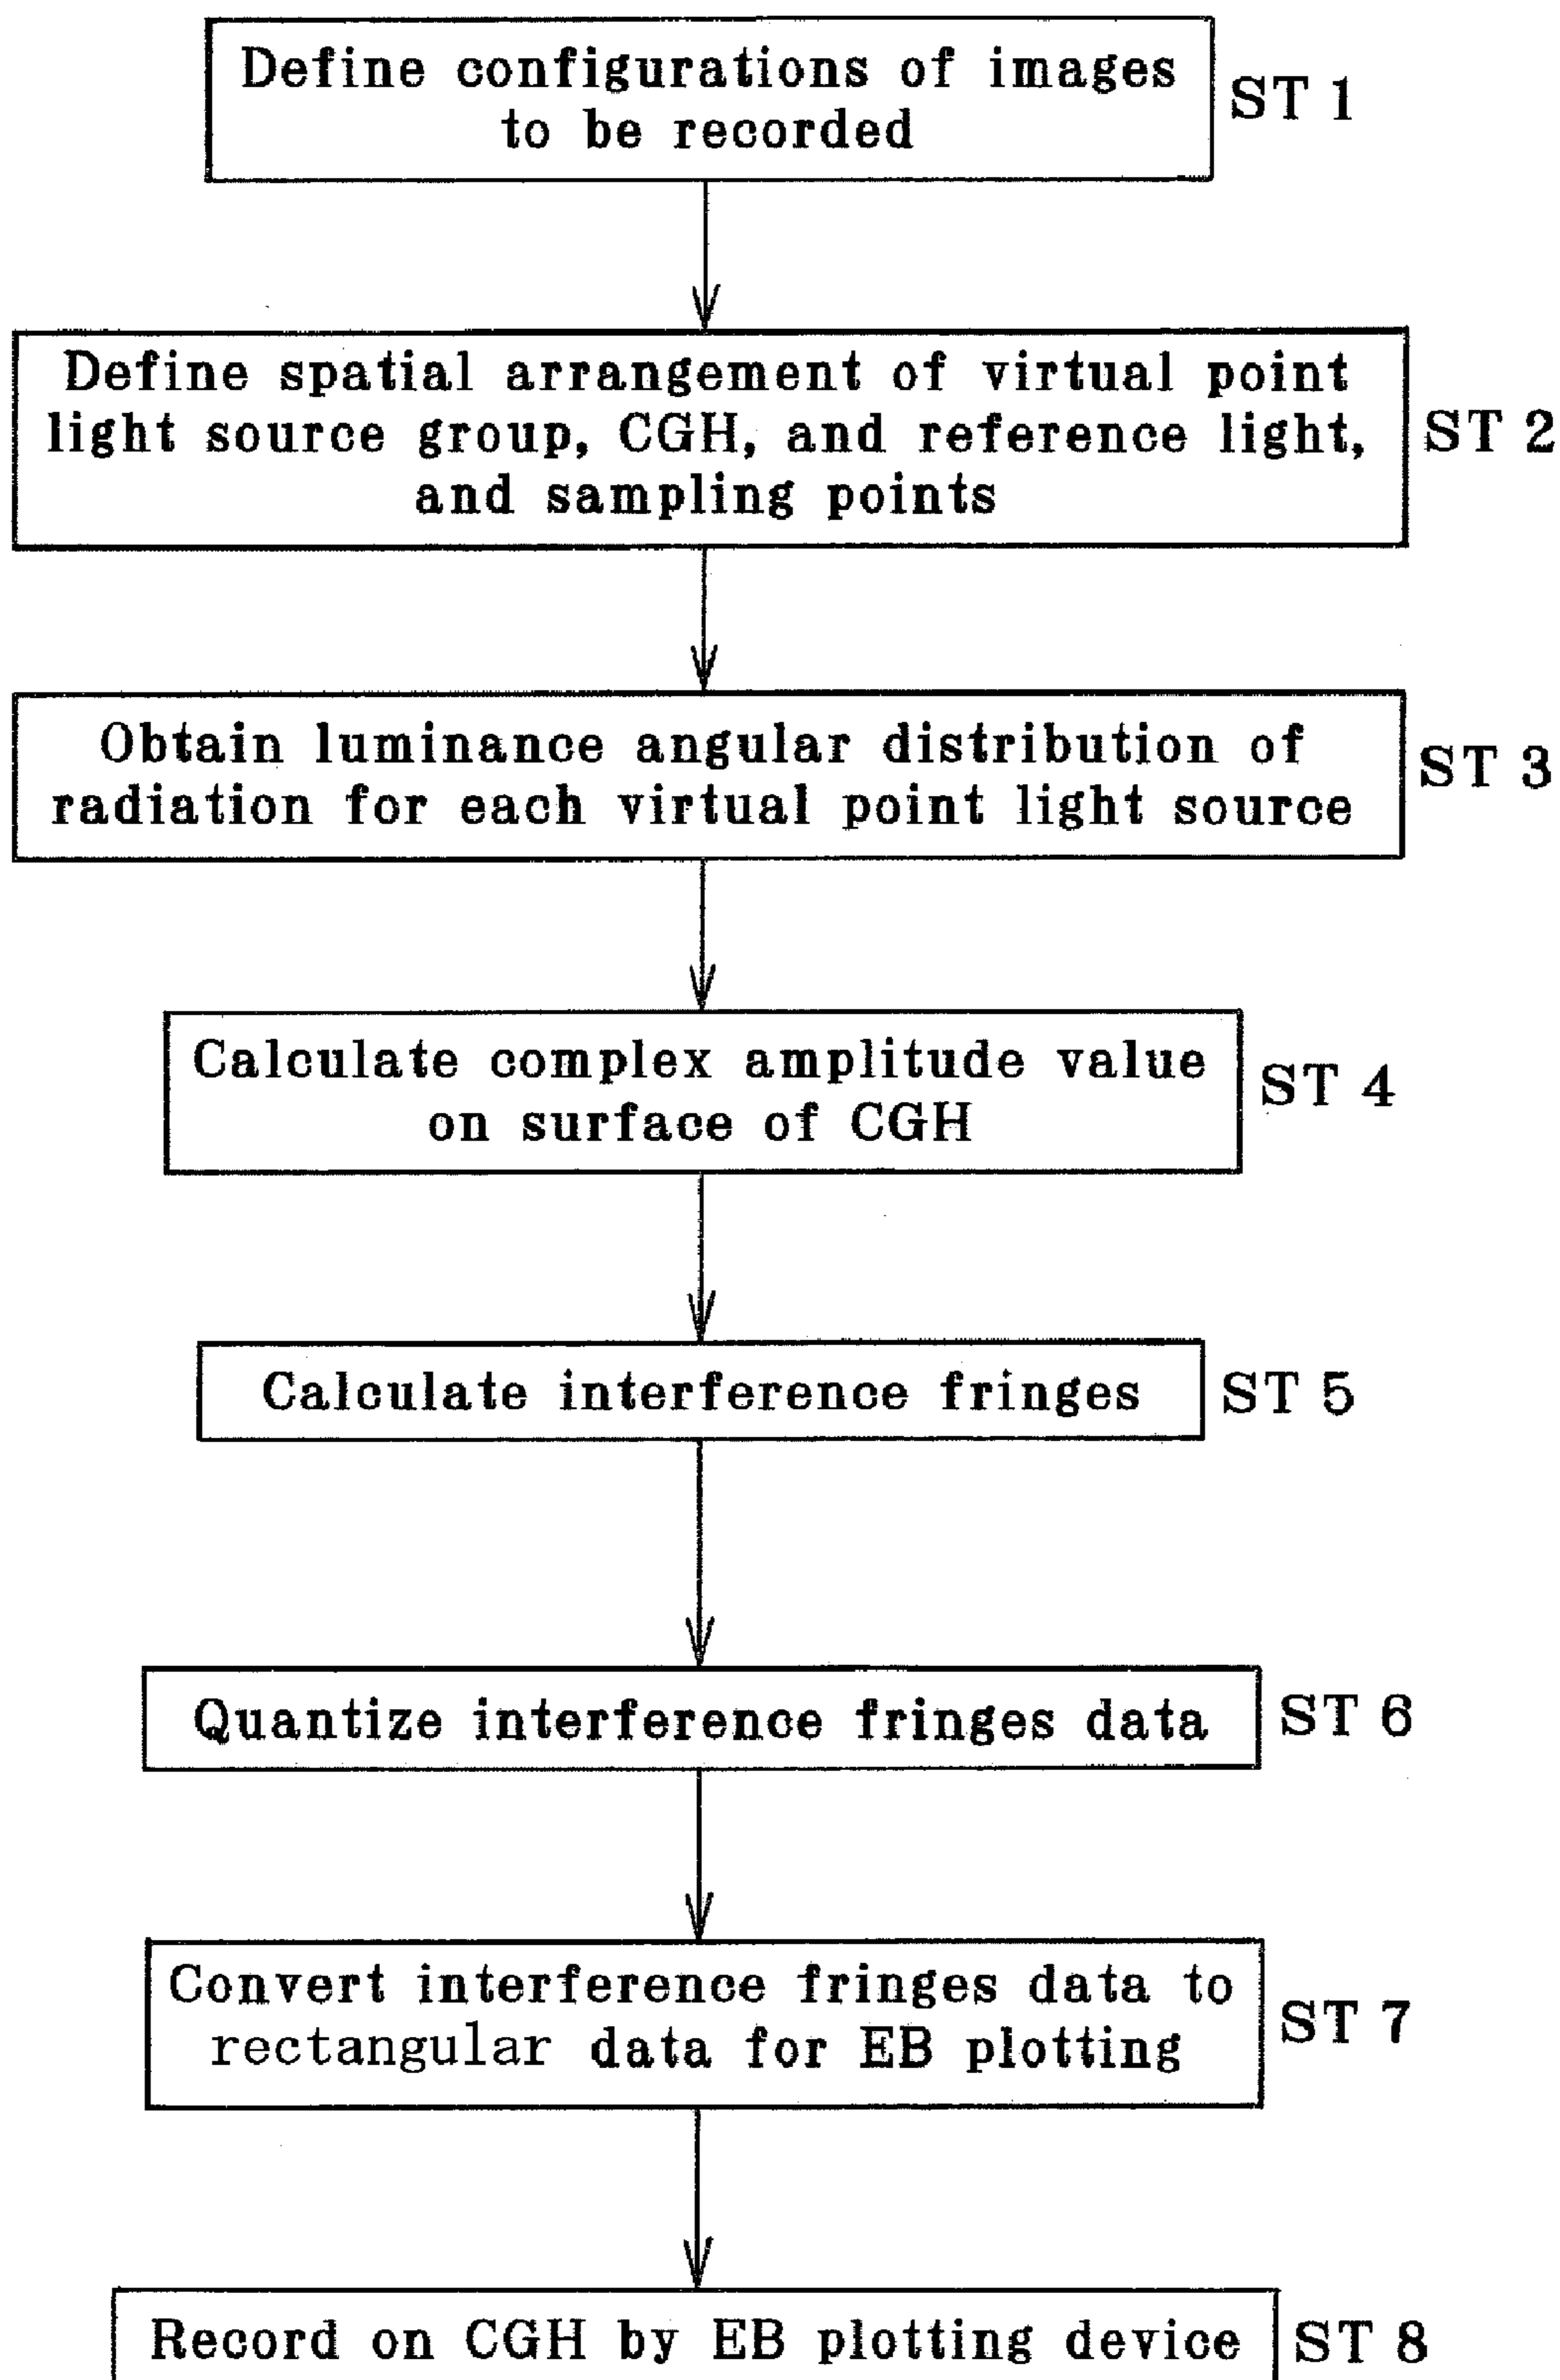 Define configurations of images
to be recorded
ST 1
Define spatial arrangement of virtual point
light source group, CGH, and reference light,
and sampling points
ST 2
Obtain luminance angular distribution of
radiation for each virtual point light source
ST 3
Calculate complex amplitude value
on surface of CGH
ST 4
Calculate interference fringes
ST 5
Quantize interference fringes data
ST 6
Convert interference fringes data to
rectangular data for EB plotting
ST 7
Record on CGH by EB plotting device
ST 8